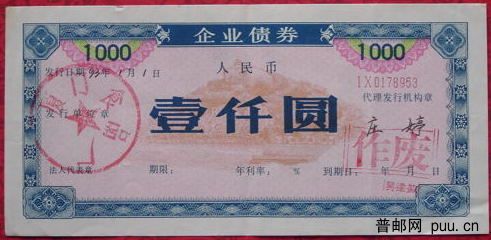 企业债券
1000
1000
发行日期 93年 1月 1日
人民币
1X0178953
代理发行机构章
发行单位章
壹仟圆
庄 婷
作废
法人代表章
期限：
年利率： %
到期日： 年 月 日
普邮网 puu.cn